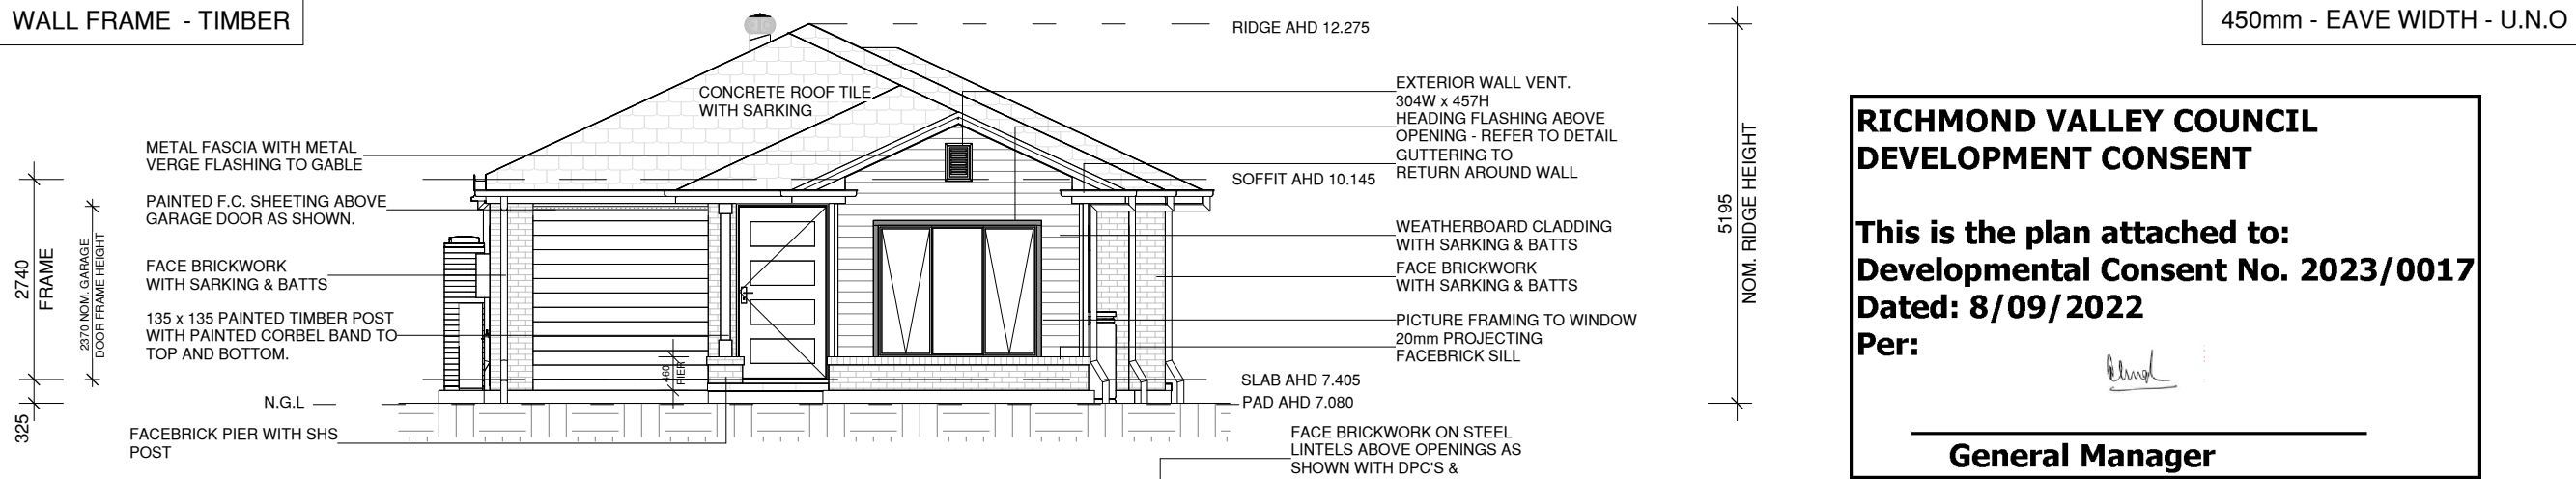 WALL FRAME - TIMBER
450mm - EAVE WIDTH - U.N.O
RIDGE AHD 12.275
CONCRETE ROOF TILE
WITH SARKING
METAL FASCIA WITH METAL
VERGE FLASHING TO GABLE
PAINTED F.C. SHEETING ABOVE
GARAGE DOOR AS SHOWN.
FACE BRICKWORK
WITH SARKING & BATTS
135 x 135 PAINTED TIMBER POST
WITH PAINTED CORBEL BAND TO
TOP AND BOTTOM.
N.G.L
FACEBRICK PIER WITH SHS
POST
2740
FRAME
2370 NOM. GARAGE
DOOR FRAME HEIGHT
325
460
PIER
EXTERIOR WALL VENT.
304W x 457H
HEADING FLASHING ABOVE
OPENING - REFER TO DETAIL
GUTTERING TO
RETURN AROUND WALL
SOFFIT AHD 10.145
WEATHERBOARD CLADDING
WITH SARKING & BATTS
FACE BRICKWORK
WITH SARKING & BATTS
PICTURE FRAMING TO WINDOW
20mm PROJECTING
FACEBRICK SILL
SLAB AHD 7.405
PAD AHD 7.080
FACE BRICKWORK ON STEEL
LINTELS ABOVE OPENINGS AS
SHOWN WITH DPC'S &
5195
NOM. RIDGE HEIGHT
RICHMOND VALLEY COUNCIL
DEVELOPMENT CONSENT
This is the plan attached to:
Developmental Consent No. 2023/0017
Dated: 8/09/2022
Per:
General Manager